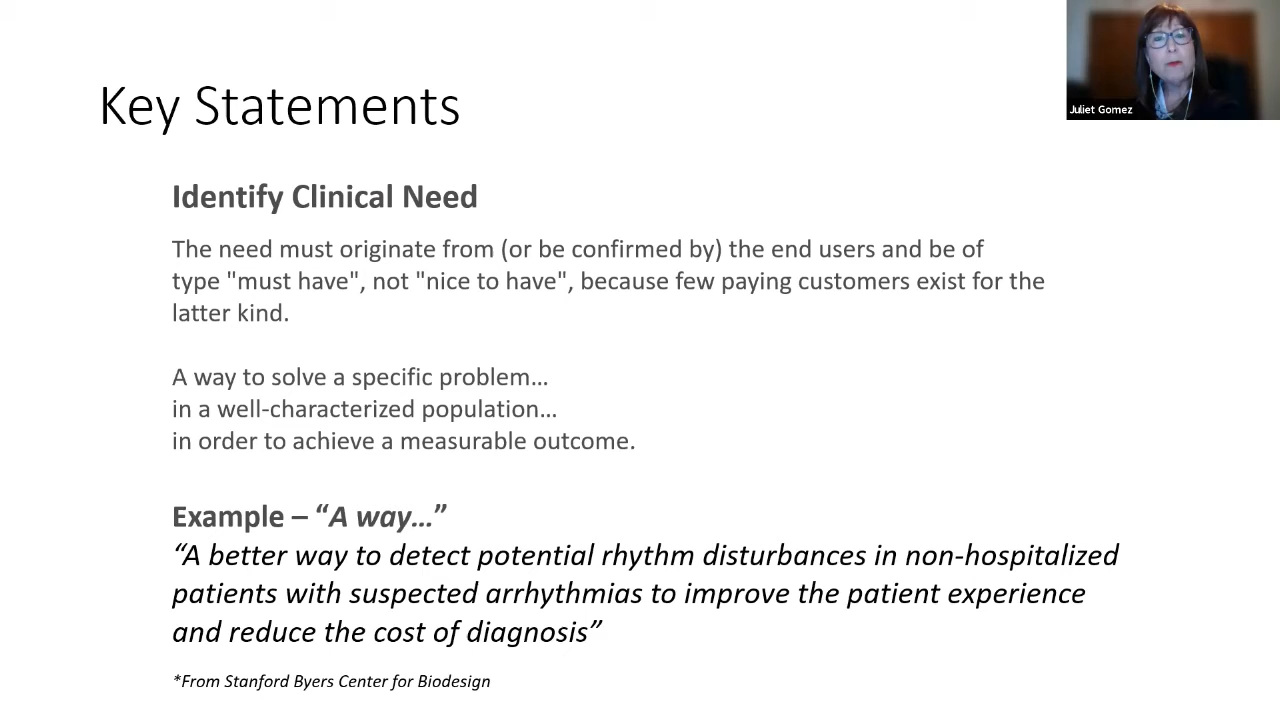 Juliet Gomez
Key Statements
Identify Clinical Need
The need must originate from (or be confirmed by) the end users and be of
type "must have", not "nice to have", because few paying customers exist for the
latter kind.
A way to solve a specific problem…
in a well-characterized population…
in order to achieve a measurable outcome.
Example – “A way…”
“A better way to detect potential rhythm disturbances in non-hospitalized
patients with suspected arrhythmias to improve the patient experience
and reduce the cost of diagnosis”
*From Stanford Byers Center for Biodesign